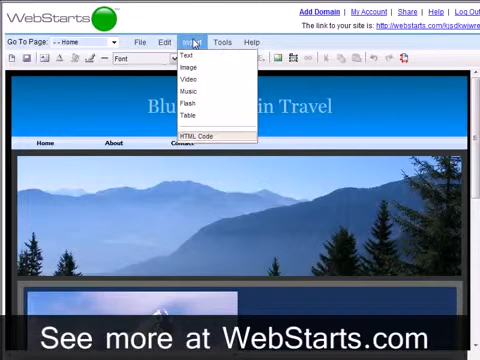 WebStarts
Add Domain | My Account | Share | Help | Log Ou
The link to your site is: http://webstarts.com/
Go To Page: -- Home File Edit Tools Help
Font
Text
Image
Video
Music
Flash
Table
HTML Code
Blu in Travel
Home About Contact
See more at WebStarts.com